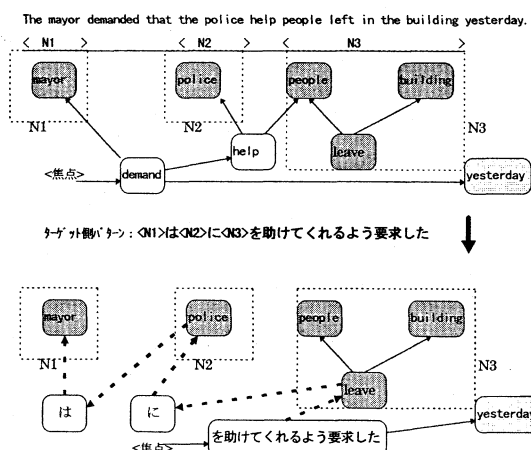 The mayor demanded that the police help people left in the building yesterday.
N1 N2 N3
mayor police people building
N1 N2 N3
help leave
<焦点> demand yesterday
ターゲット側パターン:<N1>は<N2>に<N3>を助けてくれるよう要求した
mayor police people building
N1 N2 N3
leave
は に yesterday
を助けてくれるよう要求した
<焦点>